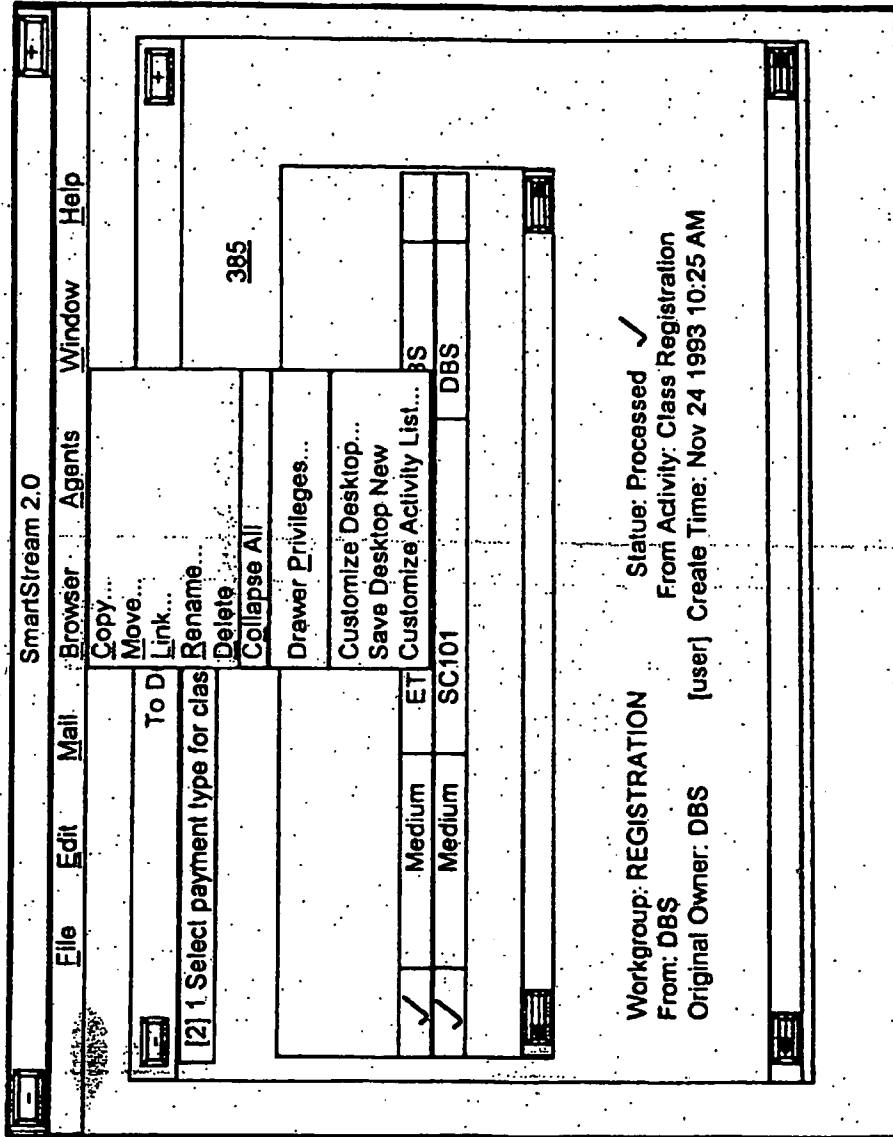 SmartStream 2.0
File Edit Mail Browser Agents Window Help
Copy...
Move...
Link...
Rename...
Delete
Collapse All
Drawer Privileges...
Customize Desktop...
Save Desktop New
Customize Activity List...
To D
[2] 1. Select payment type for clas
385
Medium ET BS
Medium SC101 DBS
Workgroup: REGISTRATION Statue: Processed ✓
From: DBS From Activity: Class Registration
Original Owner: DBS [user] Create Time: Nov 24 1993 10:25 AM